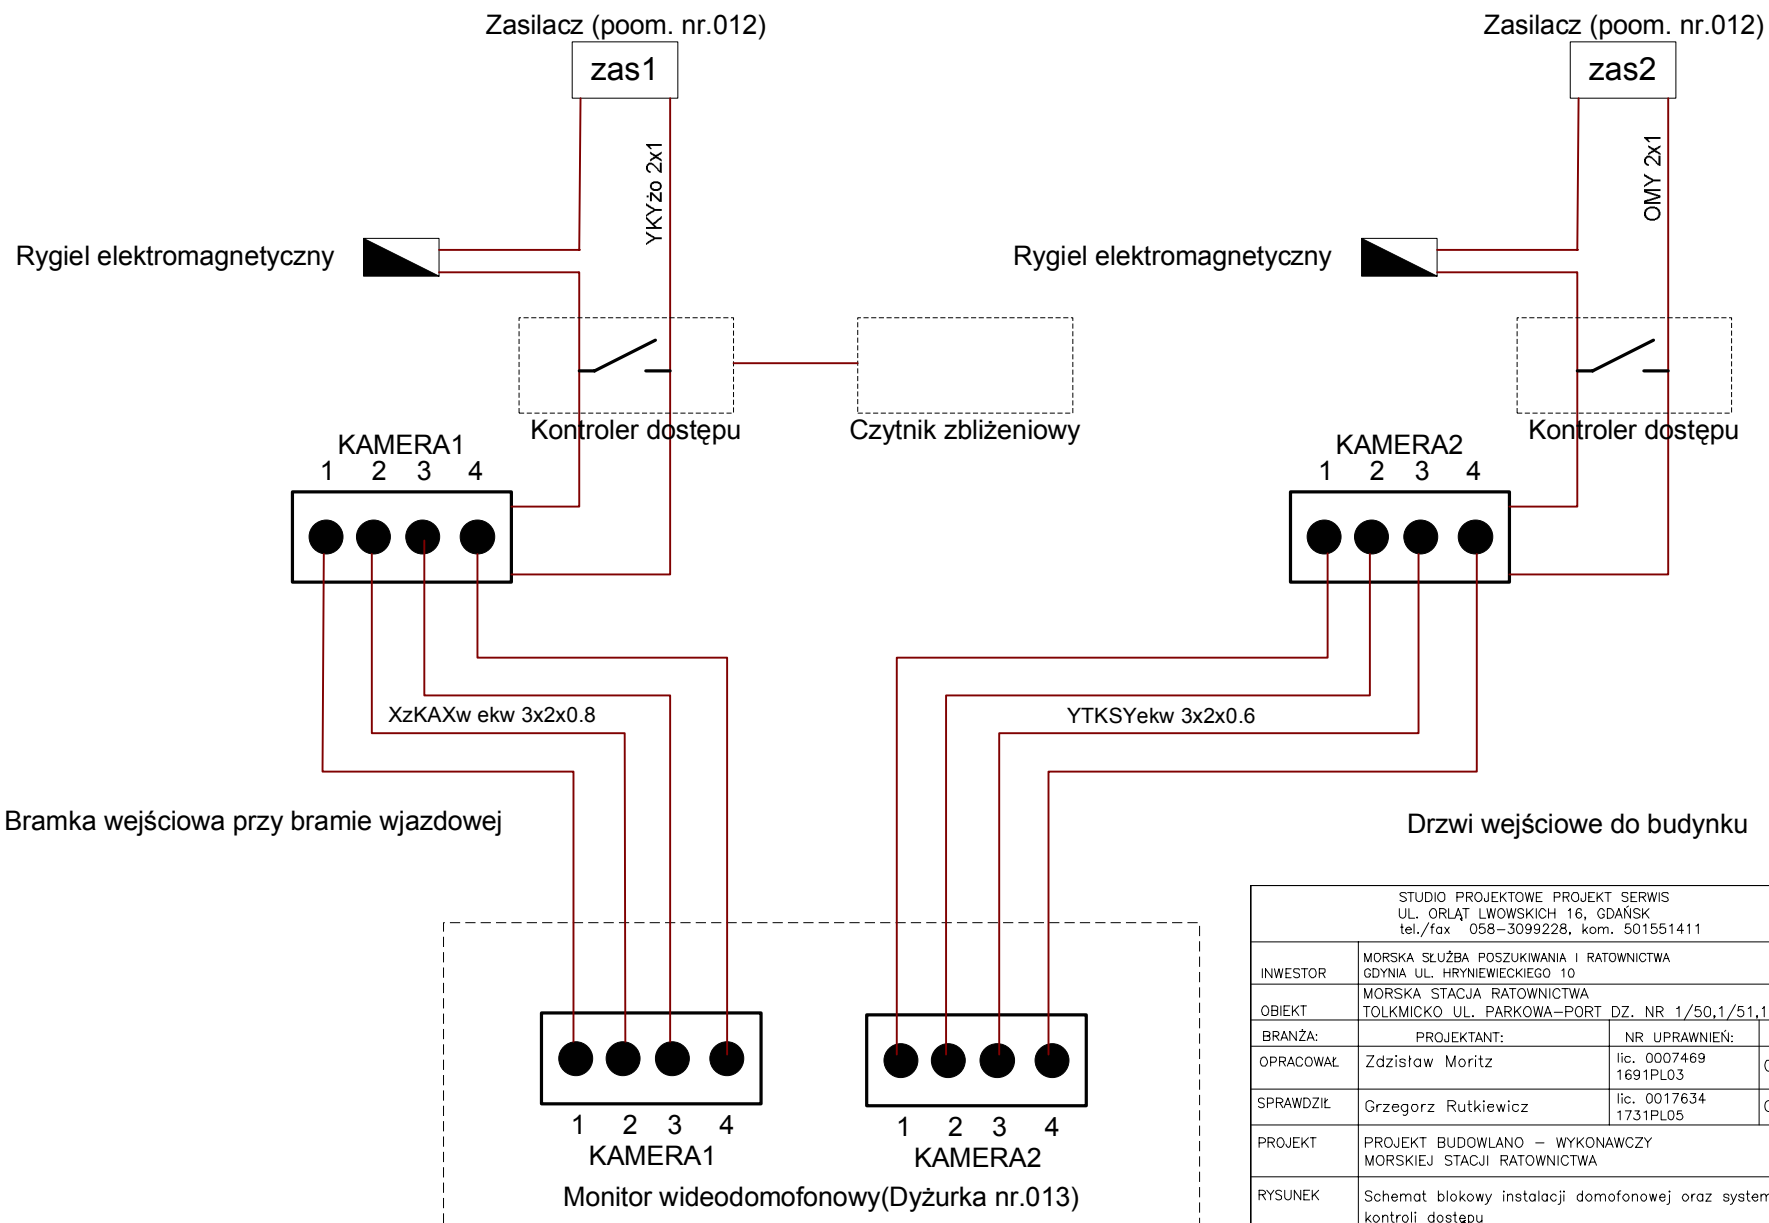 Zasilacz (poom. nr.012)
zas1
YKYżo 2x1
Rygiel elektromagnetyczny
Kontroler dostępu
Czytnik zbliżeniowy
KAMERA1
1 2 3 4
XzKAXw ekw 3x2x0.8
Bramka wejściowa przy bramie wjazdowej
Zasilacz (poom. nr.012)
zas2
OMY 2x1
Rygiel elektromagnetyczny
Kontroler dostępu
KAMERA2
1 2 3 4
YTKSYekw 3x2x0.6
Drzwi wejściowe do budynku
1 2 3 4
KAMERA1
1 2 3 4
KAMERA2
Monitor wideodomofonowy(Dyżurka nr.013)
STUDIO PROJEKTOWE PROJEKT SERWIS
UL. ORLĄT LWOWSKICH 16, GDAŃSK
tel./fax 058-3099228, kom. 501551411
INWESTOR
MORSKA SŁUŻBA POSZUKIWANIA I RATOWNICTWA
GDYNIA UL. HRYNIEWIECKIEGO 10
OBIEKT
MORSKA STACJA RATOWNICTWA
TOLKMICKO UL. PARKOWA-PORT DZ. NR 1/50,1/51,1
BRANŻA: PROJEKTANT: NR UPRAWNIEŃ:
OPRACOWAŁ Zdzisław Moritz
lic. 0007469
1691PL03
SPRAWDZIŁ Grzegorz Rutkiewicz
lic. 0017634
1731PL05
PROJEKT
PROJEKT BUDOWLANO – WYKONAWCZY
MORSKIEJ STACJI RATOWNICTWA
RYSUNEK
Schemat blokowy instalacji domofonowej oraz system
kontroli dostępu